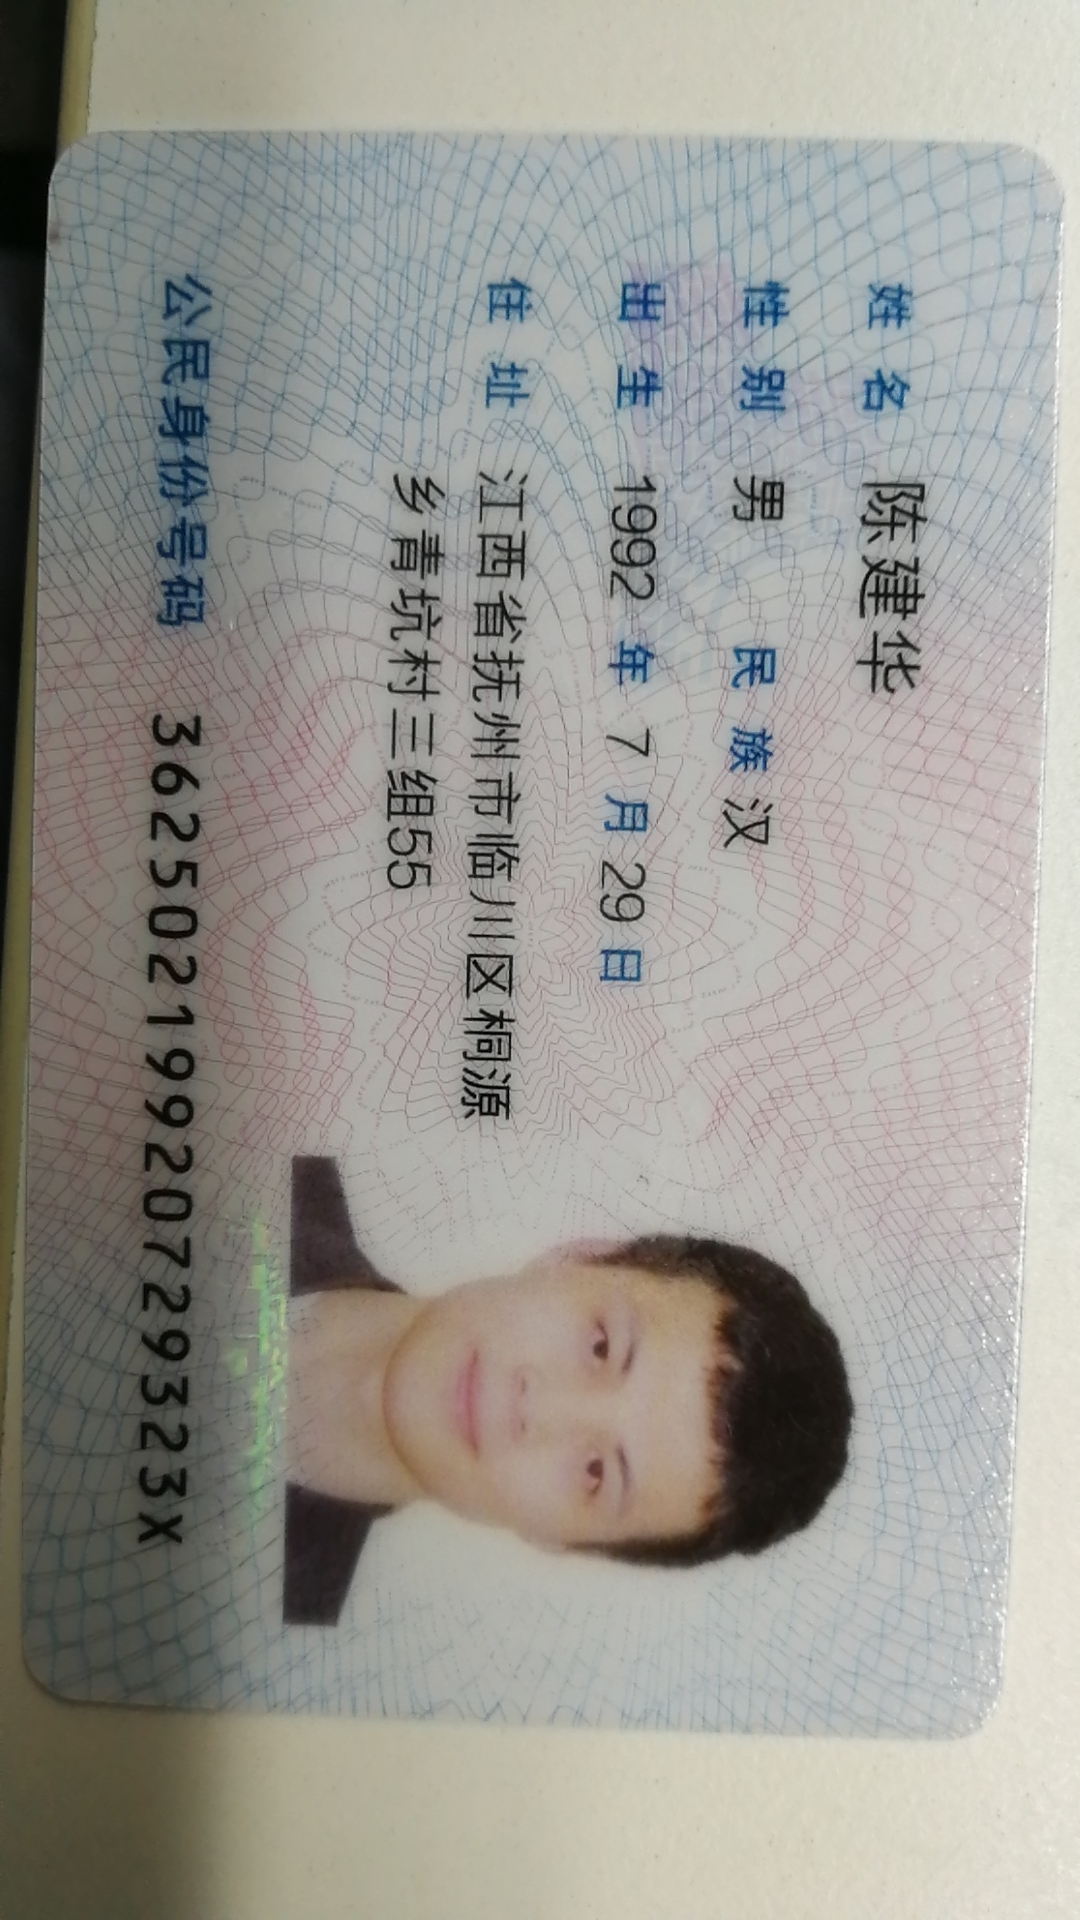 姓名 陈建华
性别 男 民族 汉
出生 1992 年 7 月 29 日
住址 江西省抚州市临川区桐源
乡青坑村三组55
公民身份号码 36250219920729323X